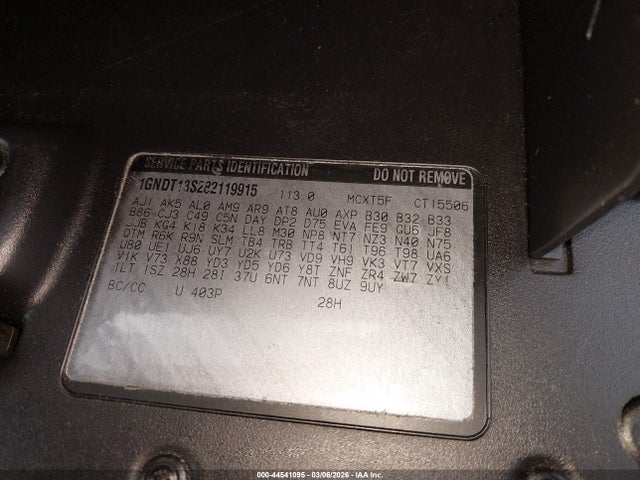 SERVICE PARTS IDENTIFICATION DO NOT REMOVE
1GNDT13S282119915 113.0 MCXT5F CT15506
AJ1 AK5 AL0 AM9 AR9 AT8 AU0 AXP B30 B32 B33
B86 CJ3 C49 C5N DAY DP2 D75 EVA FE9 GU6 JF8
JJB KG4 K18 K34 LL8 M30 NP8 NT7 NZ3 N40 N75
OTM R6K R9N SLM TB4 TRB TT4 T61 T96 T98 UA6
UB0 UE1 UJ6 UY7 U2K U73 VD9 VH9 VK3 VT7 VXS
V1K V73 X88 YD3 YD5 YD6 Y8T ZNF ZR4 ZW7 ZY1
1LT 1SZ 28H 28I 37U 6NT 7NT 8UZ 9UY
BC/CC U 403P 28H
000-44541095 - 03/06/2026 - © IAA, Inc.